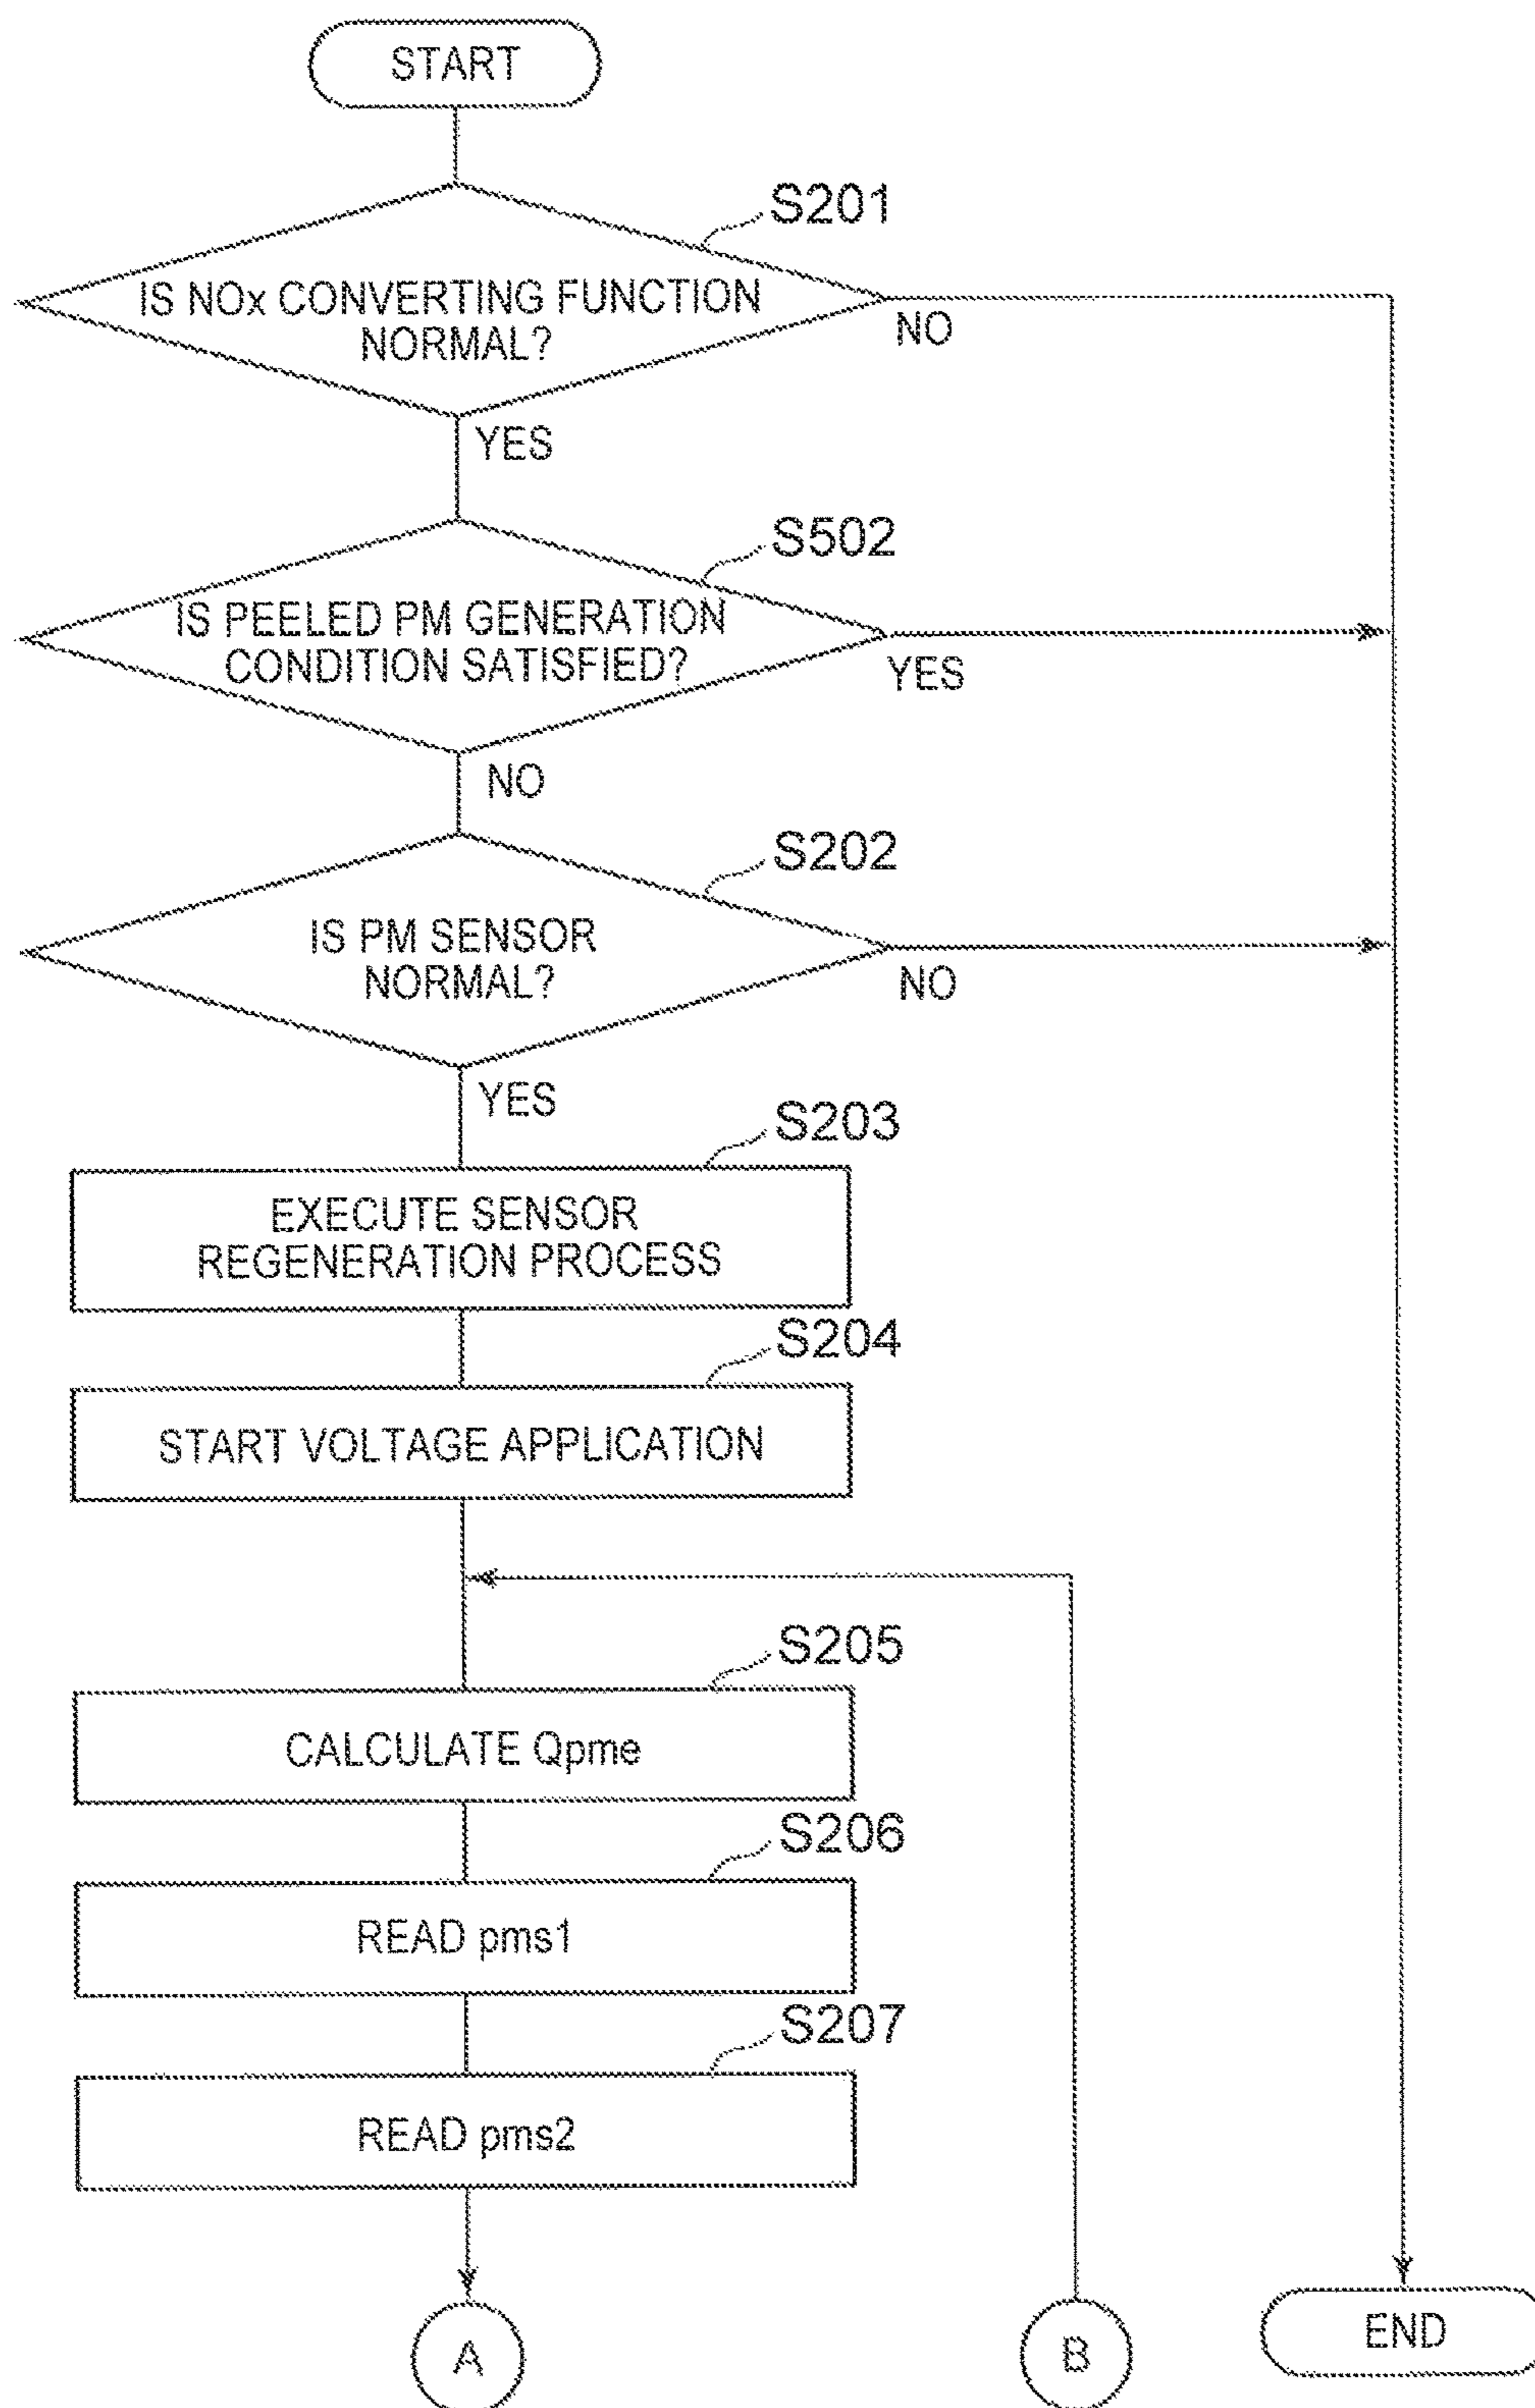 START
S201
IS NOx CONVERTING FUNCTION
NORMAL?
NO
YES
S502
IS PEELED PM GENERATION
CONDITION SATISFIED?
YES
NO
S202
IS PM SENSOR
NORMAL?
NO
YES
S203
EXECUTE SENSOR
REGENERATION PROCESS
S204
START VOLTAGE APPLICATION
S205
CALCULATE Qpme
S206
READ pms1
S207
READ pms2
A
B
END